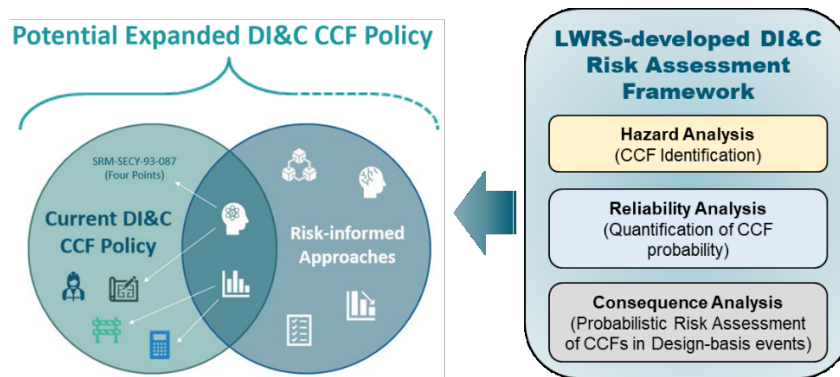 Potential Expanded DI&C CCF Policy
SRM-SECY-93-087
(Four Points)
Current DI&C
CCF Policy
Risk-informed
Approaches
LWRS-developed DI&C
Risk Assessment
Framework
Hazard Analysis
(CCF Identification)
Reliability Analysis
(Quantification of CCF
probability)
Consequence Analysis
(Probabilistic Risk Assessment
of CCFs in Design-basis events)